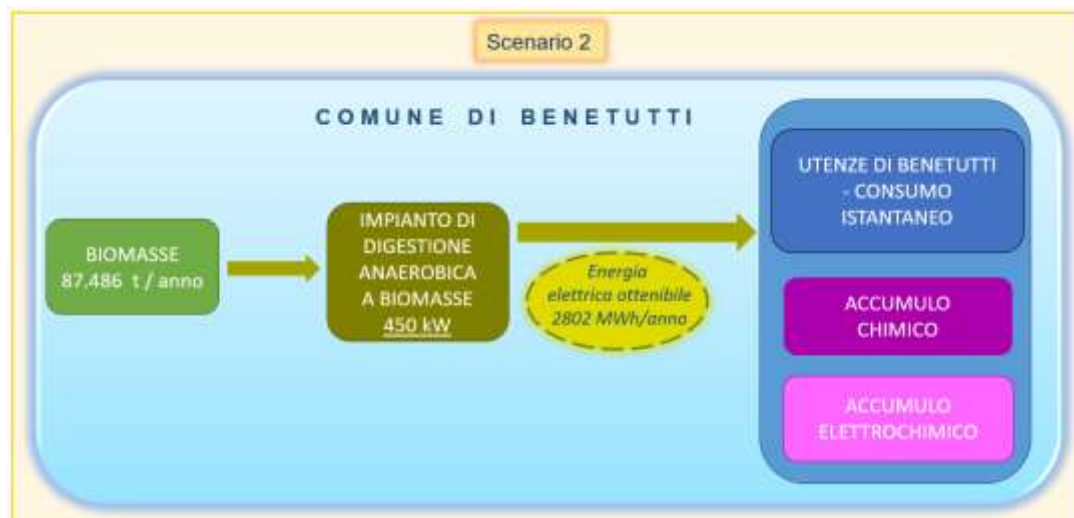 Scenario 2
COMUNE DI BENETUTTI
BIOMASSE
87.486 t / anno
IMPIANTO DI
DIGESTIONE
ANAEROBICA
A BIOMASSE
450 kW
Energia
elettrica ottenibile
2802 MWh/anno
UTENZE DI BENETUTTI
- CONSUMO
ISTANTANEO
ACCUMULO
CHIMICO
ACCUMULO
ELETTROCHIMICO